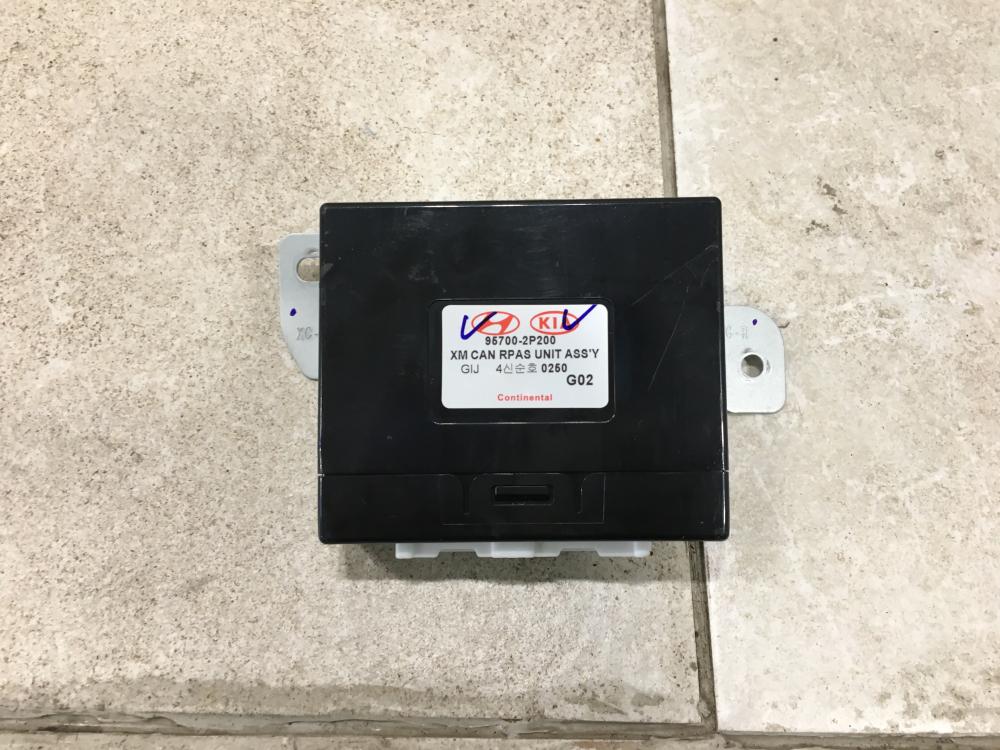 KIA
95700-2P200
XM CAN RPAS UNIT ASS'Y
GIJ 4신순호 0250
G02
Continental